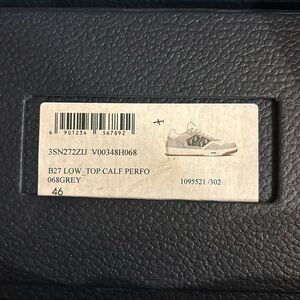 6 901234 567892
3SN272ZIJ V00348H068
B27 LOW_TOP CALF PERFO
068GREY
1095521 /302
46